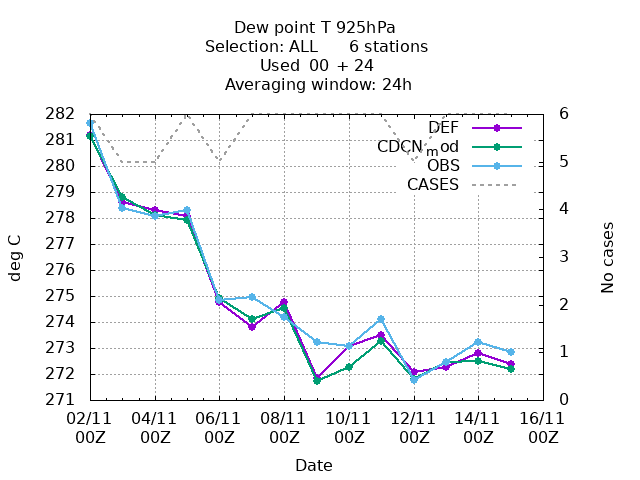 Dew point T 925hPa
Selection: ALL      6 stations
Used  00 + 24
Averaging window: 24h
282
281
280
279
278
277
276
275
274
273
272
271
deg C
6
5
4
3
2
1
0
No cases
DEF
CDCN_mod
OBS
CASES
02/11 04/11 06/11 08/11 10/11 12/11 14/11 16/11
00Z 00Z 00Z 00Z 00Z 00Z 00Z 00Z
Date